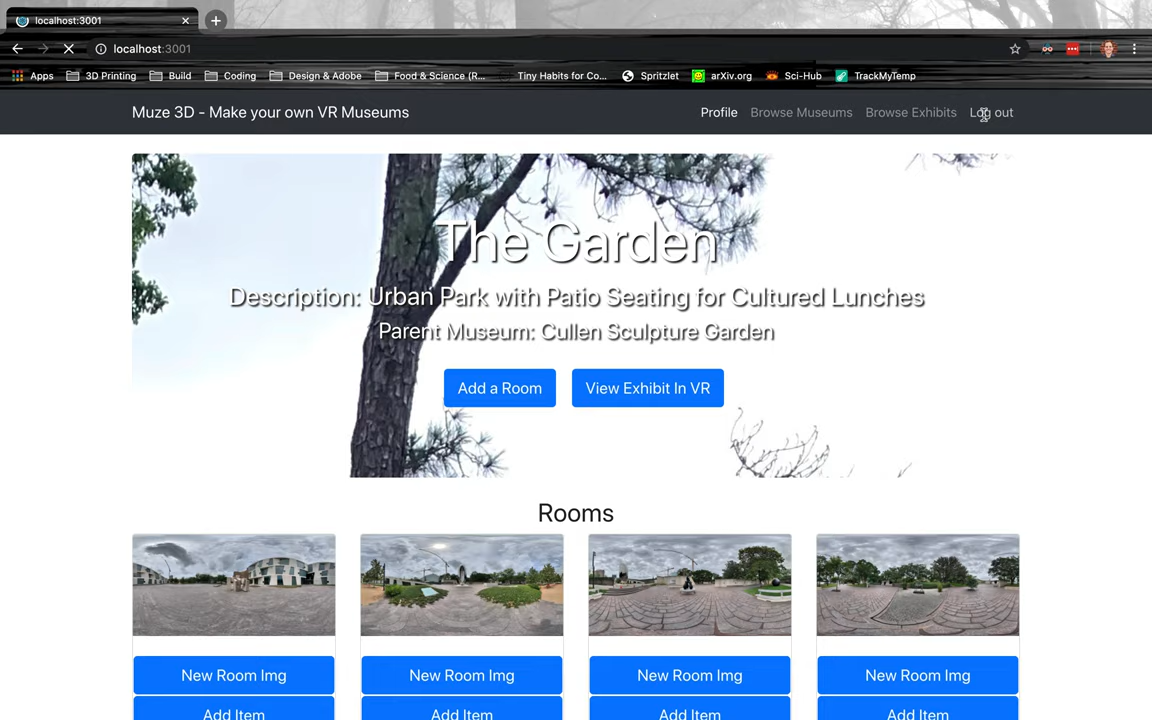 localhost:3001
localhost:3001
Apps 3D Printing Build Coding Design & Adobe Food & Science (R... Tiny Habits for Co... Spritzlet arXiv.org Sci-Hub TrackMyTemp
Muze 3D - Make your own VR Museums Profile Browse Museums Browse Exhibits Log out
The Garden
Description: Urban Park with Patio Seating for Cultured Lunches
Parent Museum: Cullen Sculpture Garden
Add a Room View Exhibit In VR
Rooms
New Room Img New Room Img New Room Img New Room Img
Add Item Add Item Add Item Add Item